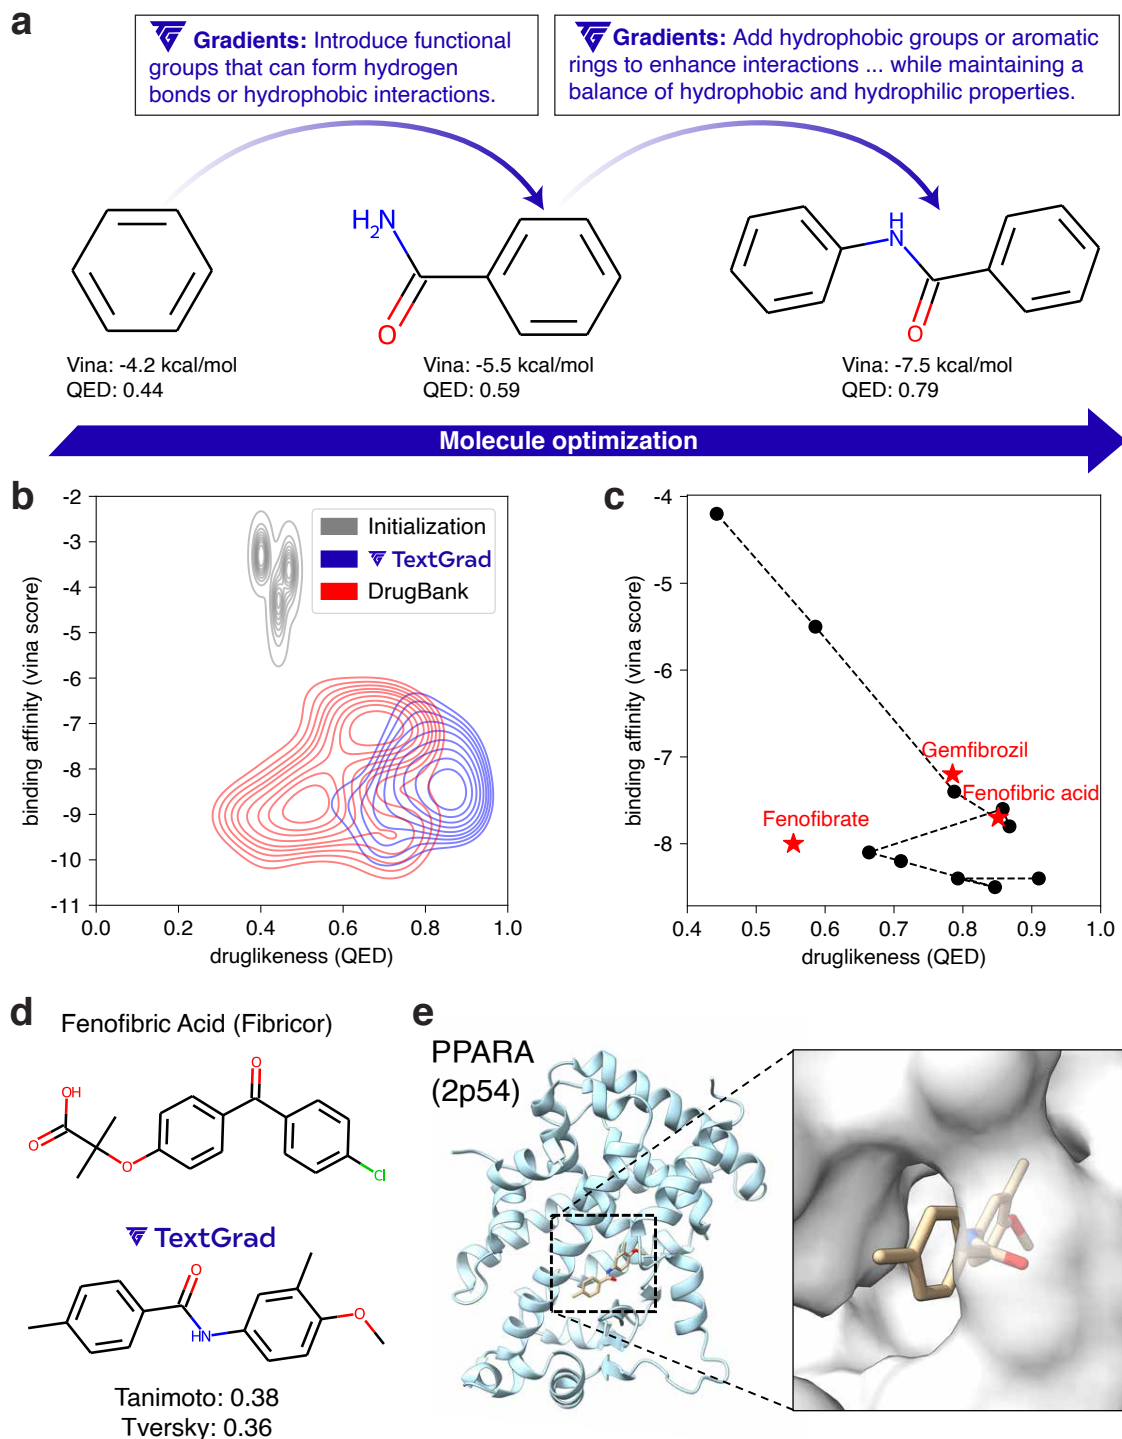 a
Gradients: Introduce functional
groups that can form hydrogen
bonds or hydrophobic interactions.
Gradients: Add hydrophobic groups or aromatic
rings to enhance interactions ... while maintaining a
balance of hydrophobic and hydrophilic properties.
H2N
O
H
N
O
Vina: -4.2 kcal/mol
QED: 0.44
Vina: -5.5 kcal/mol
QED: 0.59
Vina: -7.5 kcal/mol
QED: 0.79
Molecule optimization
b
-2
-3
-4
-5
-6
-7
-8
-9
-10
-11
binding affinity (vina score)
Initialization
TextGrad
DrugBank
0.0 0.2 0.4 0.6 0.8 1.0
druglikeness (QED)
c
-4
-5
-6
-7
-8
binding affinity (vina score)
Gemfibrozil
Fenofibric acid
Fenofibrate
0.4 0.5 0.6 0.7 0.8 0.9 1.0
druglikeness (QED)
d
Fenofibric Acid (Fibricor)
O
OH
O
O
Cl
TextGrad
O
HN
O
Tanimoto: 0.38
Tversky: 0.36
e
PPARA
(2p54)